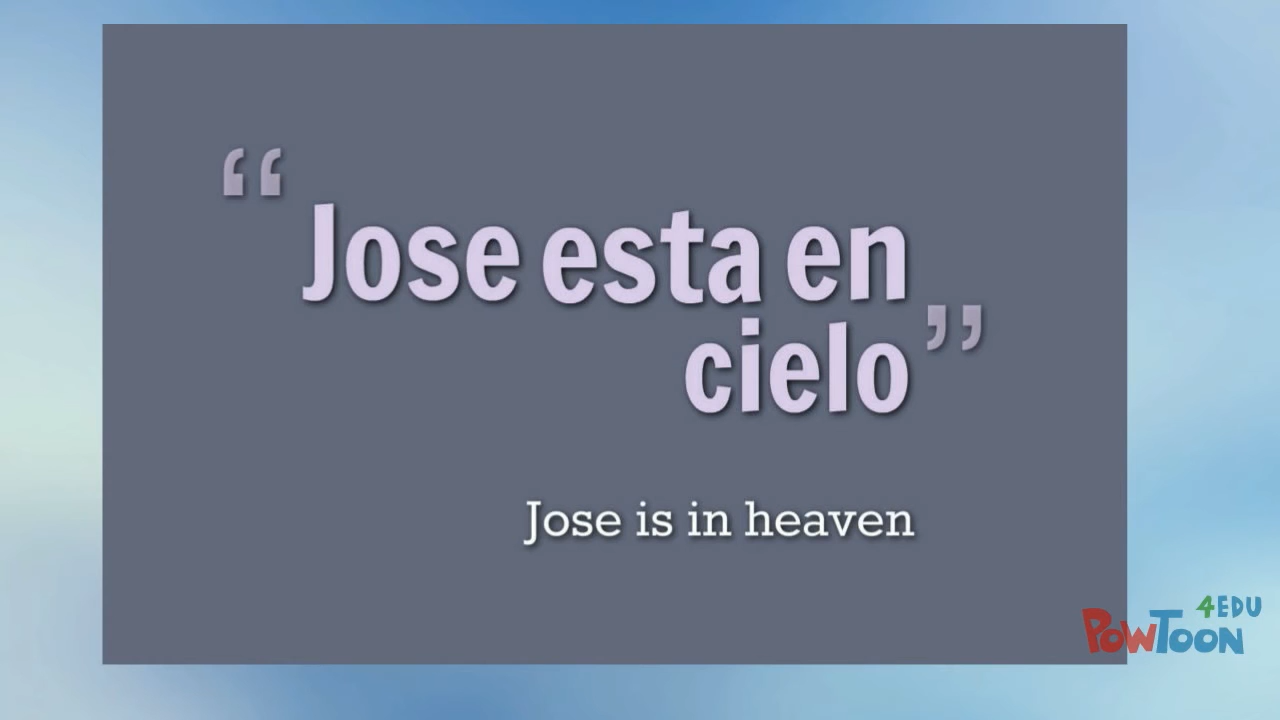 “Jose esta en
cielo”
Jose is in heaven
4EDU
PowToon